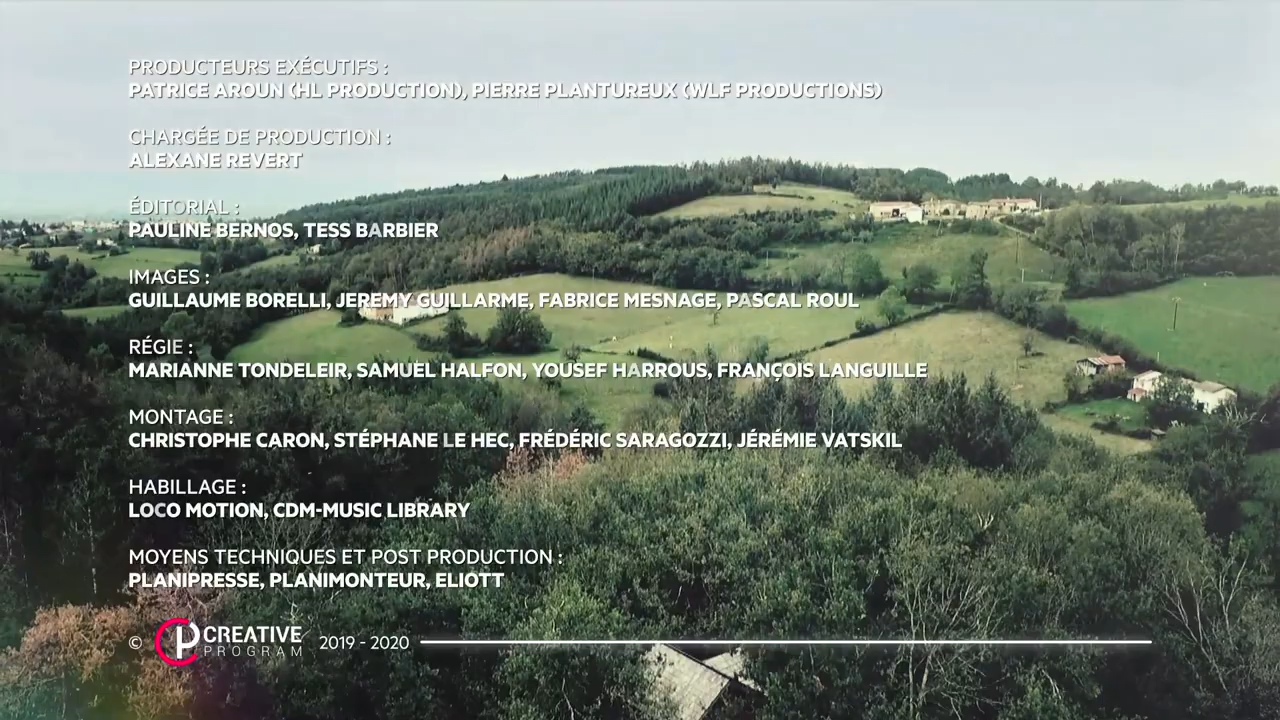 PRODUCTEURS EXÉCUTIFS :
PATRICE AROUN (HL PRODUCTION), PIERRE PLANTUREUX (WLF PRODUCTIONS)
CHARGÉE DE PRODUCTION :
ALEXANE REVERT
ÉDITORIAL :
PAULINE BERNOS, TESS BARBIER
IMAGES :
GUILLAUME BORELLI, JEREMY GUILLARME, FABRICE MESNAGE, PASCAL ROUL
RÉGIE :
MARIANNE TONDELEIR, SAMUEL HALFON, YOUSEF HARROUS, FRANÇOIS LANGUILLE
MONTAGE :
CHRISTOPHE CARON, STÉPHANE LE HEC, FRÉDÉRIC SARAGOZZI, JÉRÉMIE VATSKIL
HABILLAGE :
LOCO MOTION, CDM-MUSIC LIBRARY
MOYENS TECHNIQUES ET POST PRODUCTION :
PLANIPRESSE, PLANIMONTEUR, ELIOTT
© CP CREATIVE PROGRAM 2019 - 2020